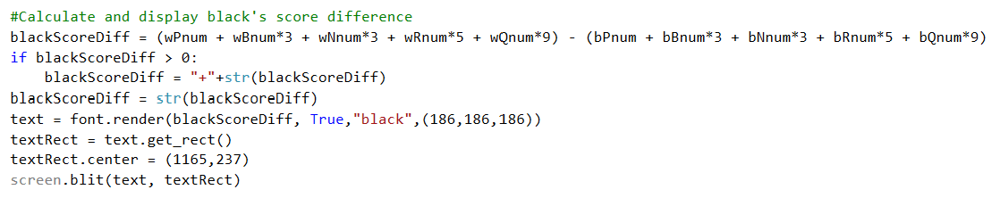 #Calculate and display black's score difference
blackScoreDiff = (wPnum + wBnum*3 + wNnum*3 + wRnum*5 + wQnum*9) - (bPnum + bBnum*3 + bNnum*3 + bRnum*5 + bQnum*9)
if blackScoreDiff > 0:
    blackScoreDiff = "+"+str(blackScoreDiff)
blackScoreDiff = str(blackScoreDiff)
text = font.render(blackScoreDiff, True,"black",(186,186,186))
textRect = text.get_rect()
textRect.center = (1165,237)
screen.blit(text, textRect)